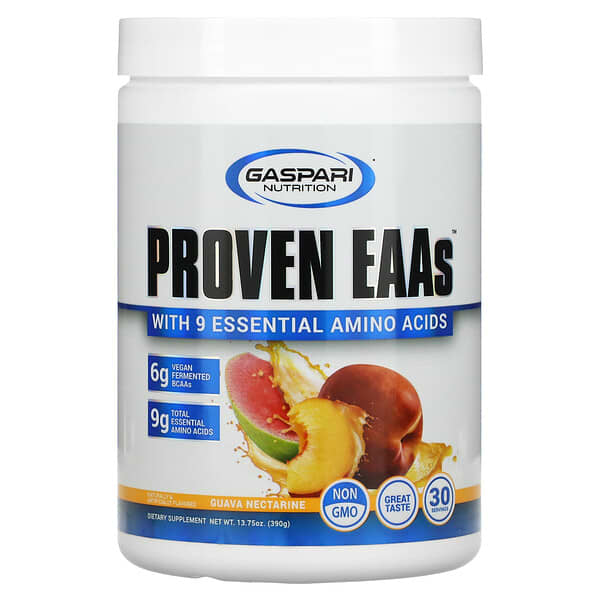 GASPARI
NUTRITION
PROVEN EAAs™
WITH 9 ESSENTIAL AMINO ACIDS
6g
VEGAN
FERMENTED
BCAAs
9g
TOTAL
ESSENTIAL
AMINO ACIDS
NATURALLY &
ARTIFICIALLY FLAVORED
GUAVA NECTARINE
NON
GMO
GREAT
TASTE
30
SERVINGS
DIETARY SUPPLEMENT NET WT. 13.75oz. (390g)